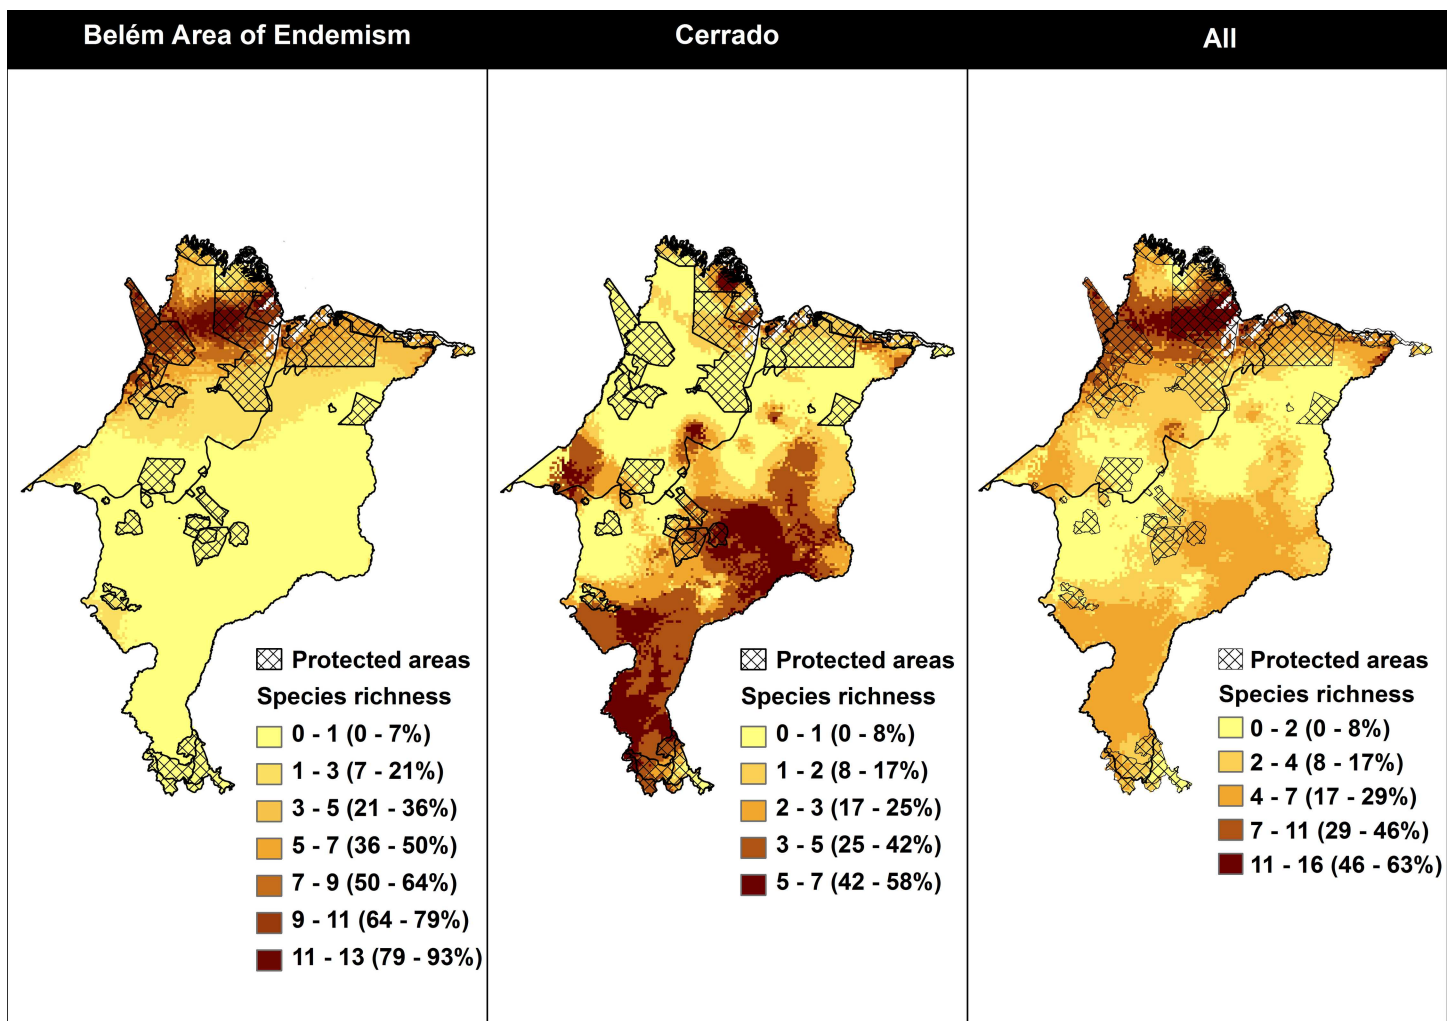 Belém Area of Endemism
Cerrado
All
Protected areas
Species richness
0 - 1 (0 - 7%)
1 - 3 (7 - 21%)
3 - 5 (21 - 36%)
5 - 7 (36 - 50%)
7 - 9 (50 - 64%)
9 - 11 (64 - 79%)
11 - 13 (79 - 93%)
Protected areas
Species richness
0 - 1 (0 - 8%)
1 - 2 (8 - 17%)
2 - 3 (17 - 25%)
3 - 5 (25 - 42%)
5 - 7 (42 - 58%)
Protected areas
Species richness
0 - 2 (0 - 8%)
2 - 4 (8 - 17%)
4 - 7 (17 - 29%)
7 - 11 (29 - 46%)
11 - 16 (46 - 63%)